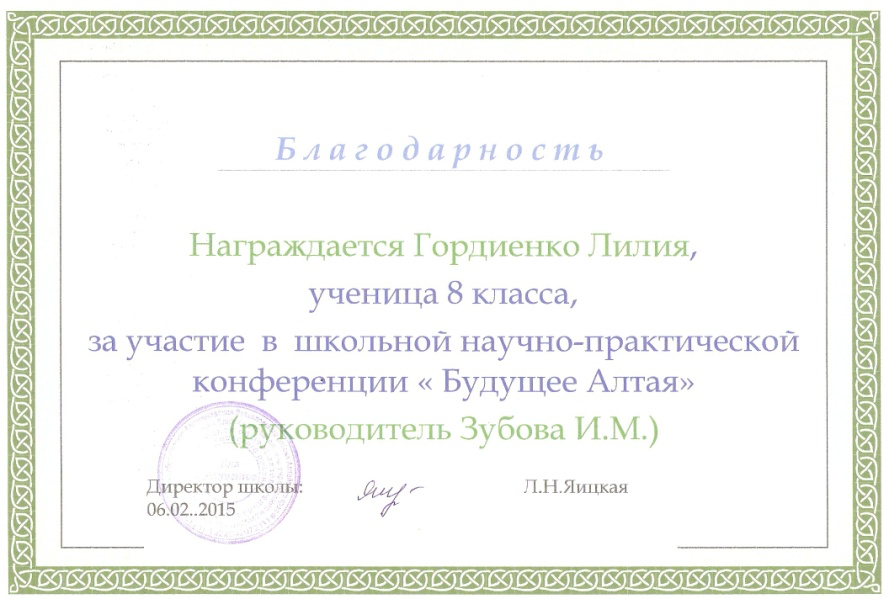 Благодарность
Награждается Гордиенко Лилия,
ученица 8 класса,
за участие в школьной научно-практической
конференции « Будущее Алтая»
(руководитель Зубова И.М.)
Директор школы:
Л.Н.Яицкая
06.02..2015